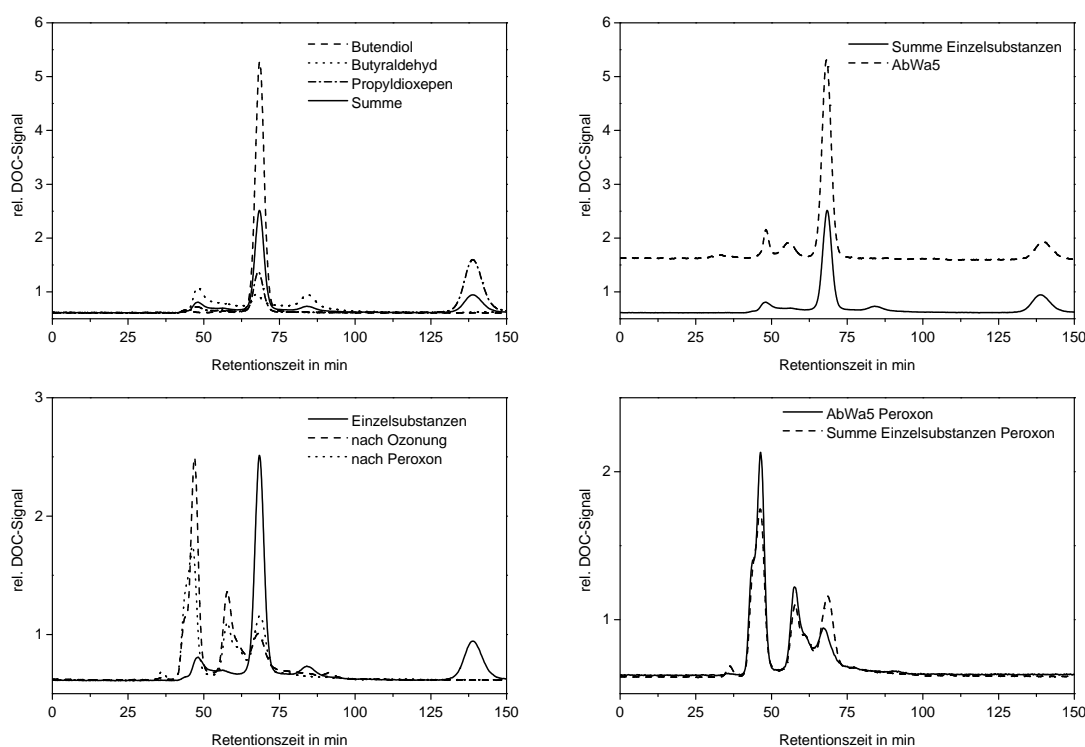 6
5
4
3
2
1
rel. DOC-Signal
Butendiol
Butyraldehyd
Propyldioxepen
Summe
0 25 50 75 100 125 150
Retentionszeit in min
6
5
4
3
2
1
rel. DOC-Signal
Summe Einzelsubstanzen
AbWa5
0 25 50 75 100 125 150
Retentionszeit in min
3
2
1
rel. DOC-Signal
Einzelsubstanzen
nach Ozonung
nach Peroxon
0 25 50 75 100 125 150
Retentionszeit in min
2
1
rel. DOC-Signal
AbWa5 Peroxon
Summe Einzelsubstanzen Peroxon
0 25 50 75 100 125 150
Retentionszeit in min